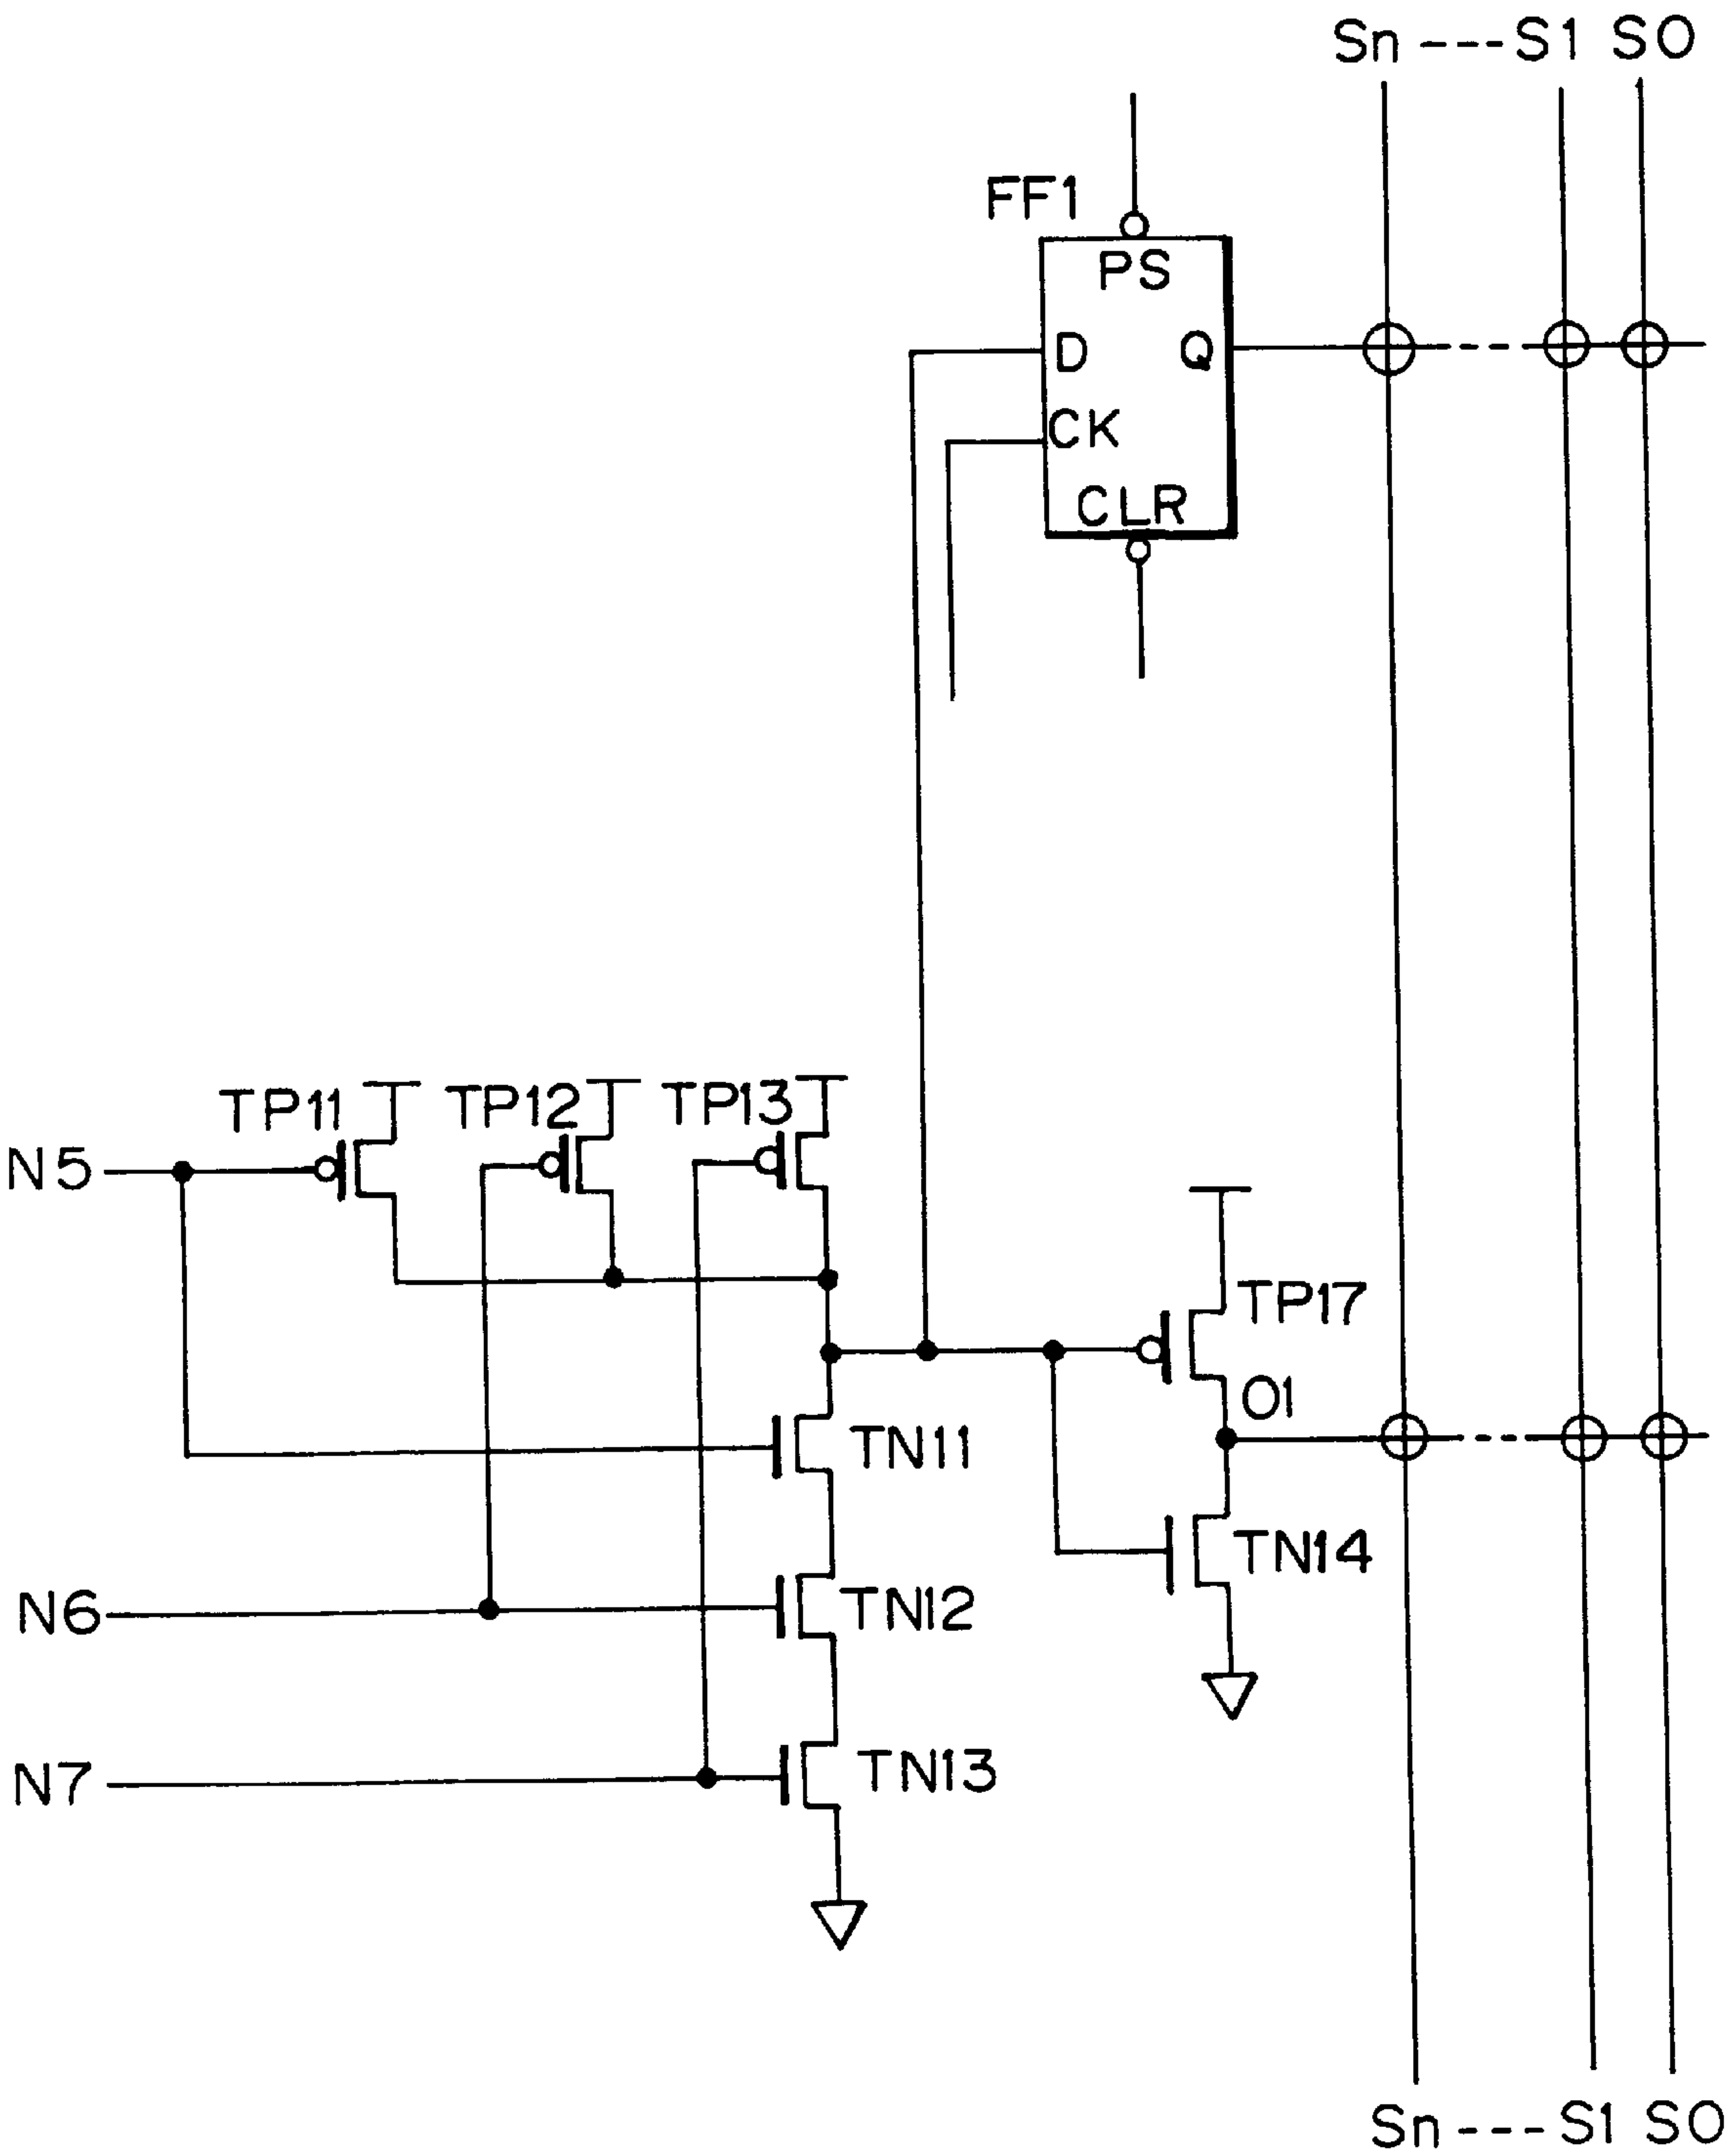 Sn ---S1 S0
FF1
PS
D Q
CK
CLR
TP11 TP12 TP13
N5
TP17
O1
TN11
TN14
N6 TN12
N7 TN13
Sn ---S1 S0